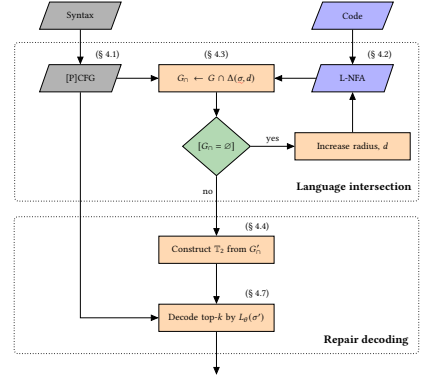 Syntax
Code
(§ 4.1)
(§ 4.3)
(§ 4.2)
[P]CFG
G∩ ← G ∩ Δ(σ, d)
L-NFA
[G∩ = ∅]
yes
Increase radius, d
no
Language intersection
(§ 4.4)
Construct 𝕋₂ from G′∩
(§ 4.7)
Decode top-k by Lθ(σ′)
Repair decoding